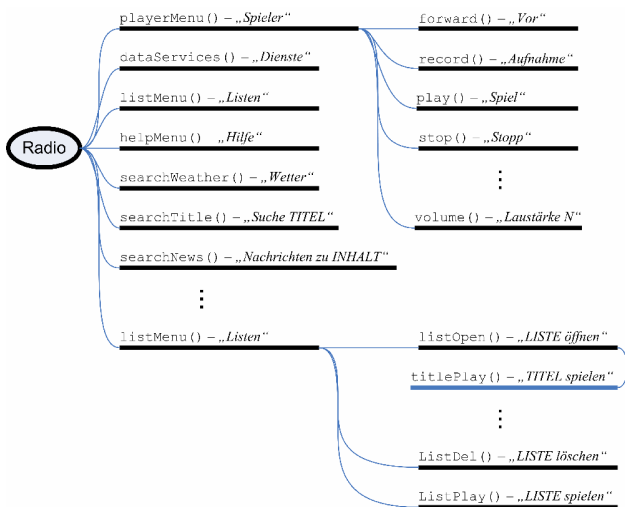 Radio
playerMenu() – „Spieler“
dataServices() – „Dienste“
listMenu() – „Listen“
helpMenu() „Hilfe“
searchWeather() – „Wetter“
searchTitle() – „Suche TITEL“
searchNews() – „Nachrichten zu INHALT“
⋮
listMenu() – „Listen“
forward() – „Vor“
record() – „Aufnahme“
play() – „Spiel“
stop() – „Stopp“
⋮
volume() – „Laustärke N“
listOpen() – „LISTE öffnen“
titlePlay() – „TITEL spielen“
⋮
ListDel() – „LISTE löschen“
ListPlay() – „LISTE spielen“